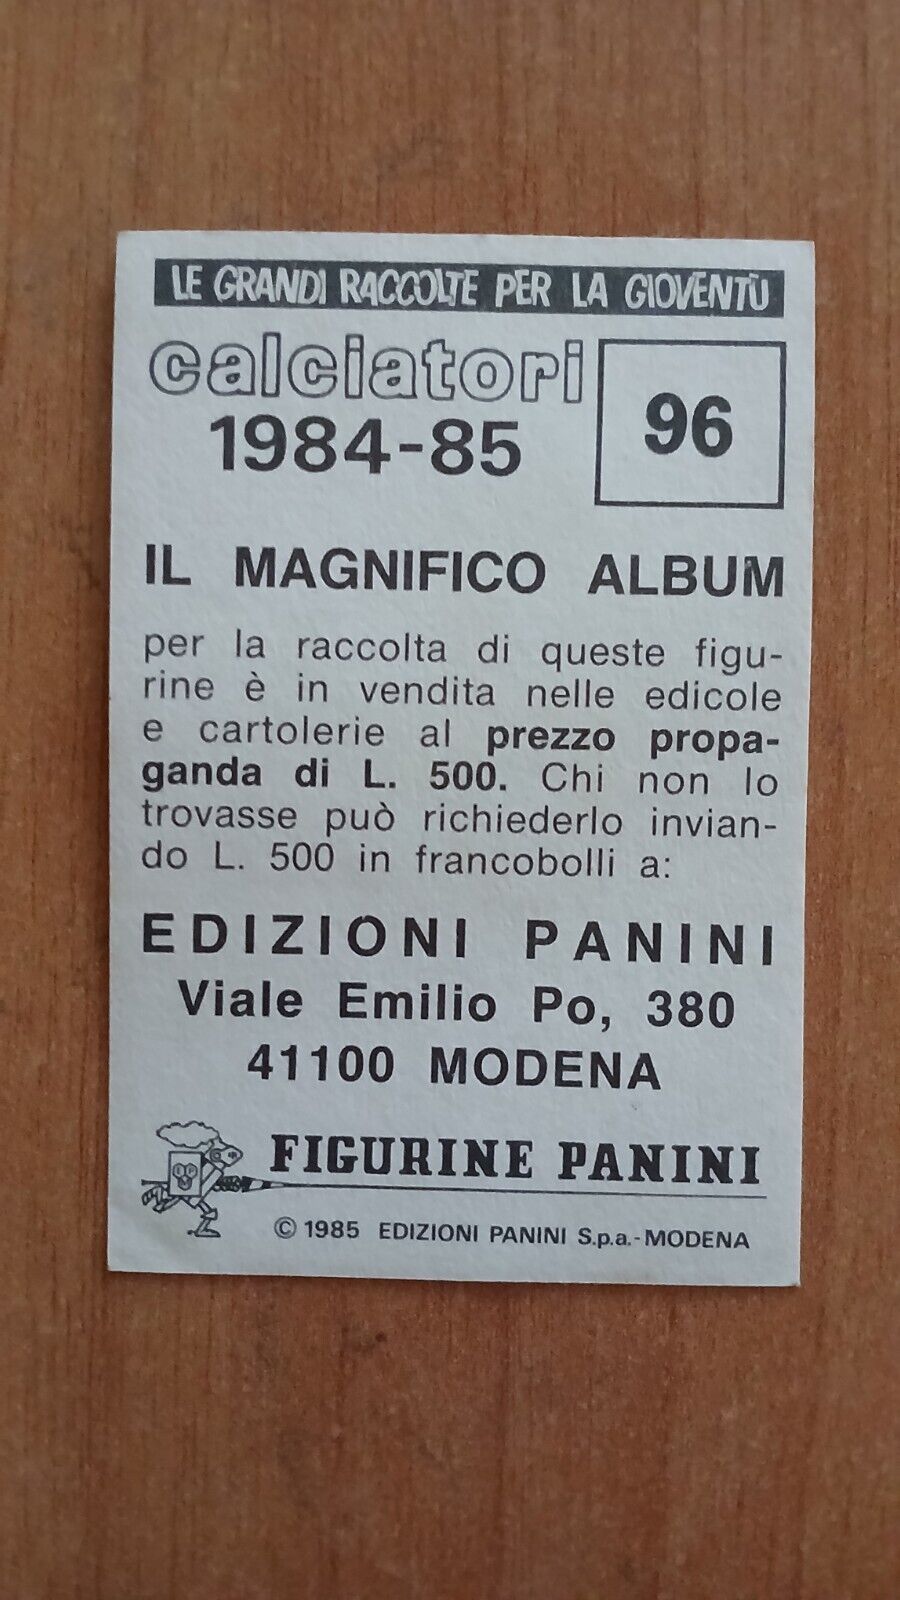 LE GRANDI RACCOLTE PER LA GIOVENTÙ
calciatori
1984-85
96
IL MAGNIFICO ALBUM
per la raccolta di queste figu-
rine è in vendita nelle edicole
e cartolerie al prezzo propa-
ganda di L. 500. Chi non lo
trovasse può richiederlo invian-
do L. 500 in francobolli a:
EDIZIONI PANINI
Viale Emilio Po, 380
41100 MODENA
FIGURINE PANINI
© 1985 EDIZIONI PANINI S.p.a.-MODENA